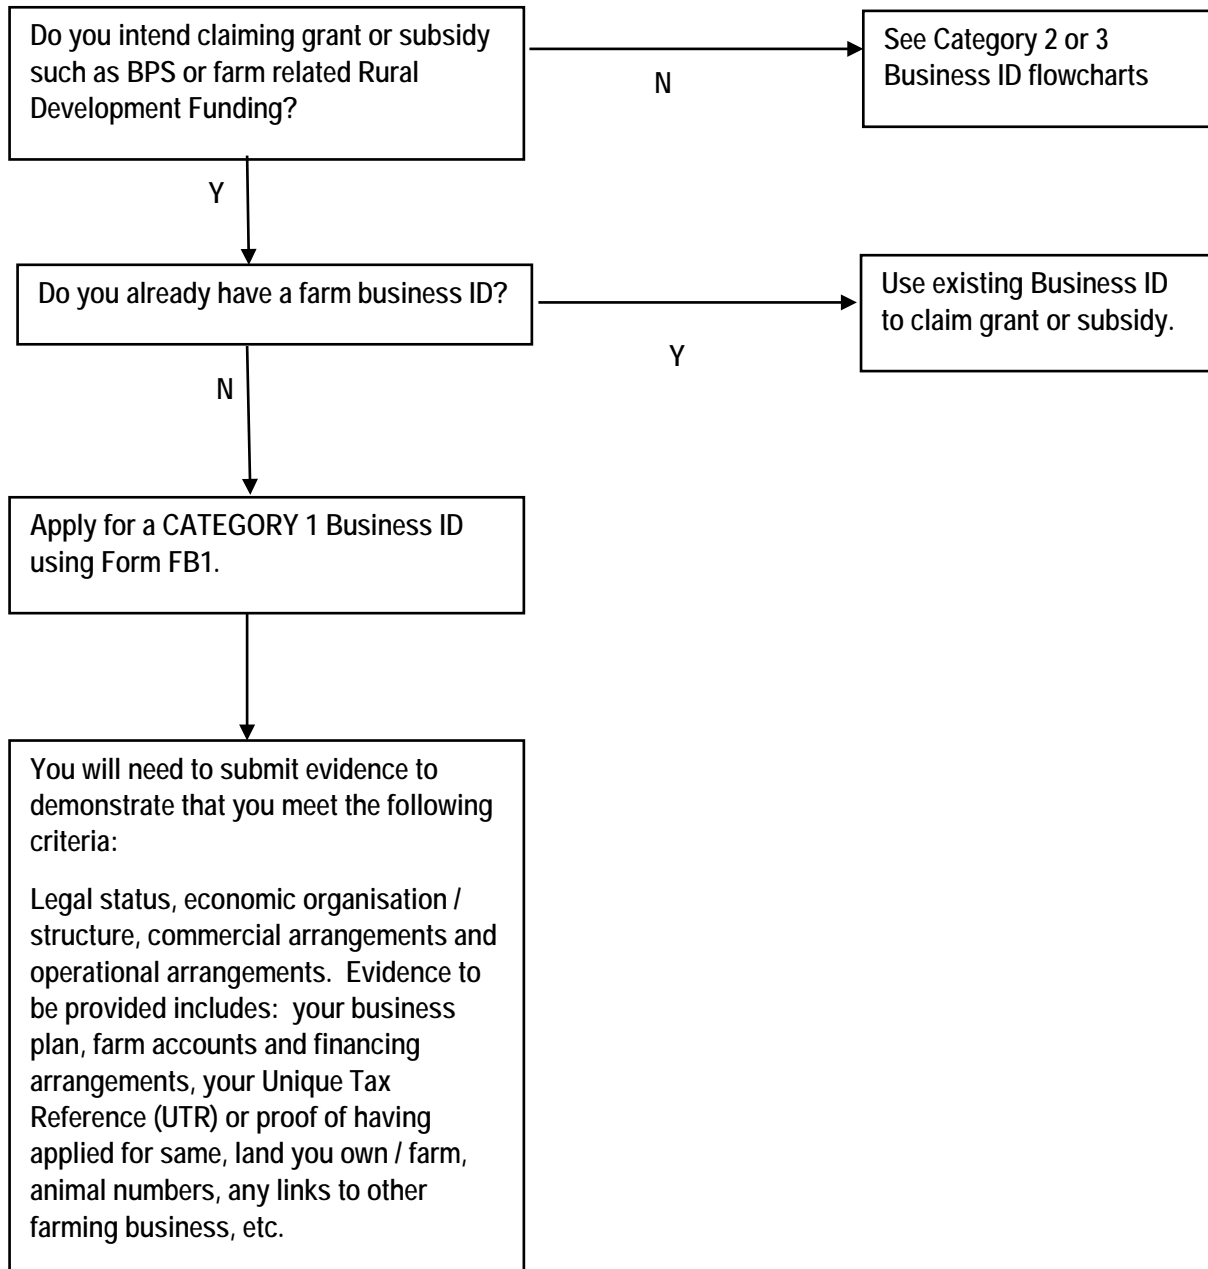 Do you intend claiming grant or subsidy
such as BPS or farm related Rural
Development Funding?
N
See Category 2 or 3
Business ID flowcharts
Y
Do you already have a farm business ID?
Y
Use existing Business ID
to claim grant or subsidy.
N
Apply for a CATEGORY 1 Business ID
using Form FB1.
You will need to submit evidence to
demonstrate that you meet the following
criteria:
Legal status, economic organisation /
structure, commercial arrangements and
operational arrangements.  Evidence to
be provided includes:  your business
plan, farm accounts and financing
arrangements, your Unique Tax
Reference (UTR) or proof of having
applied for same, land you own / farm,
animal numbers, any links to other
farming business, etc.